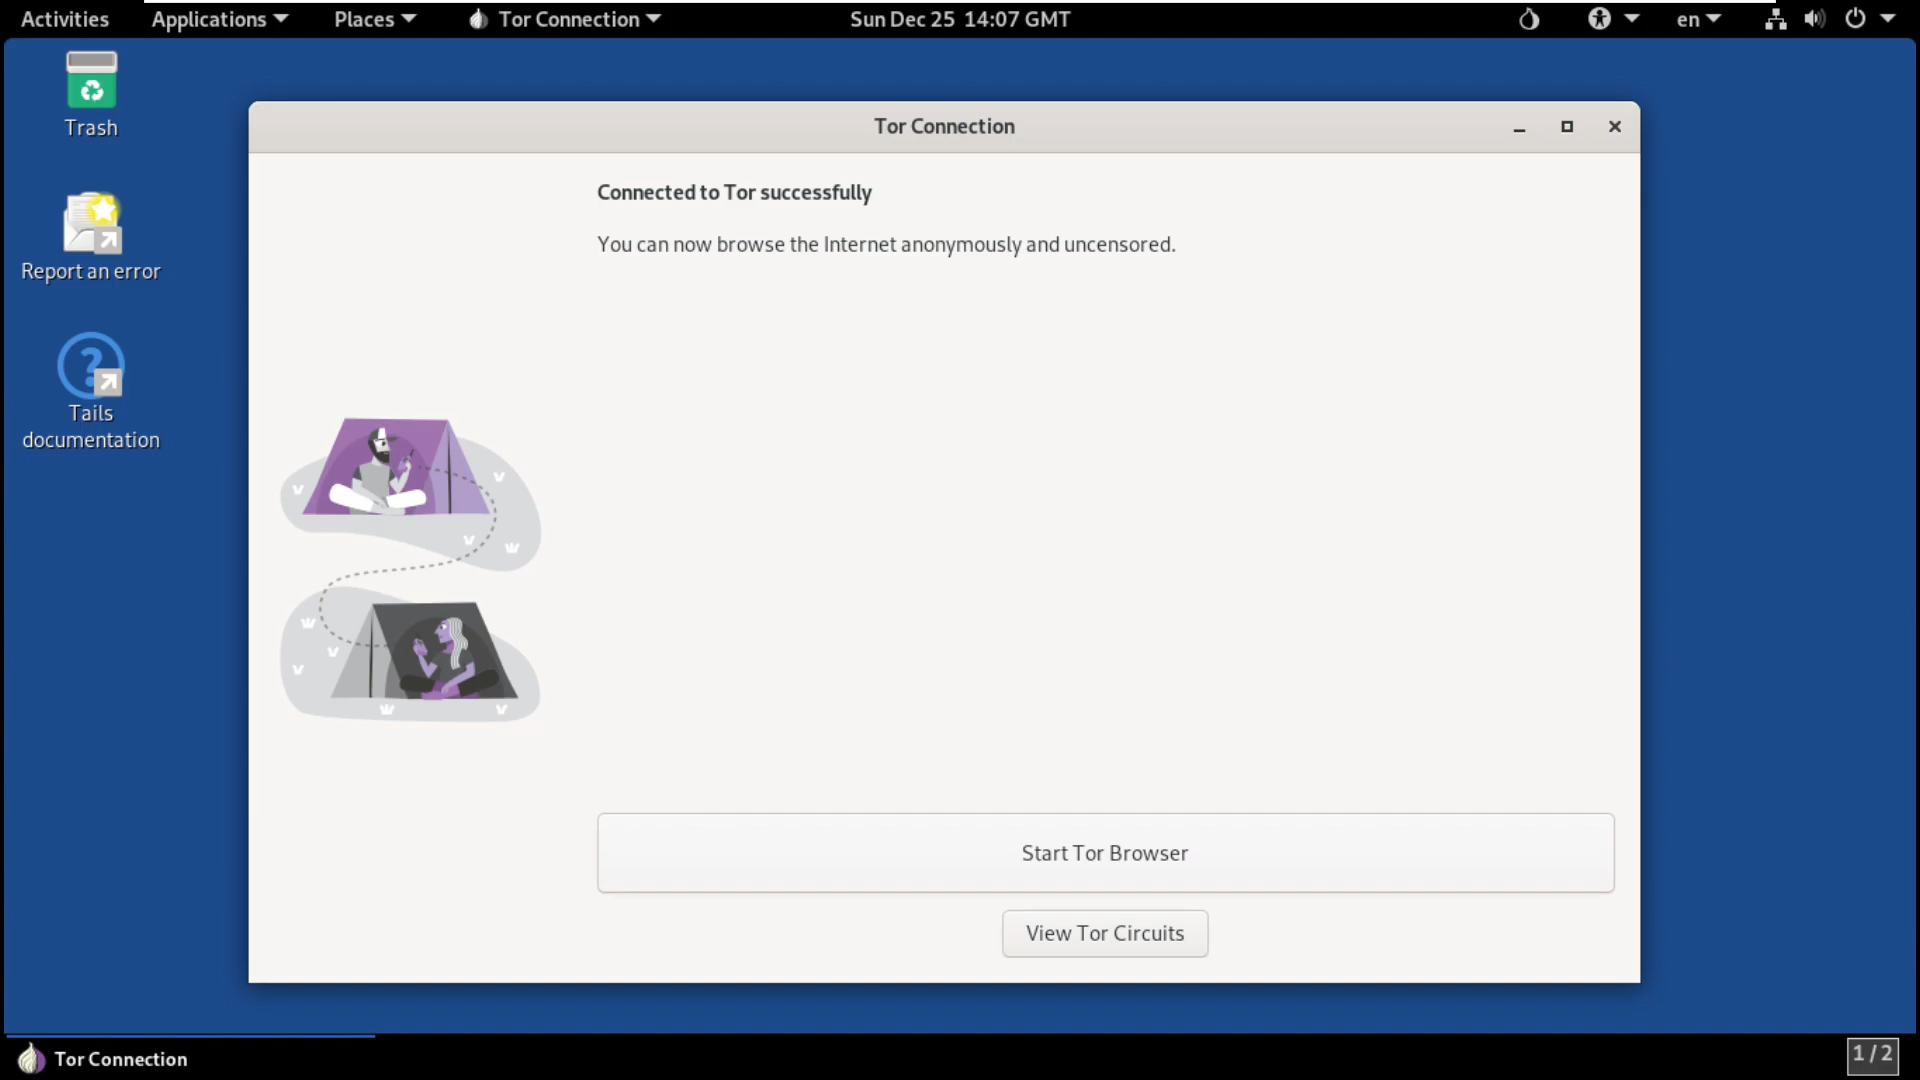 Activities Applications Places Tor Connection Sun Dec 25 14:07 GMT en
Trash
Report an error
Tails
documentation
Tor Connection
Connected to Tor successfully
You can now browse the Internet anonymously and uncensored.
Start Tor Browser
View Tor Circuits
Tor Connection
1 / 2